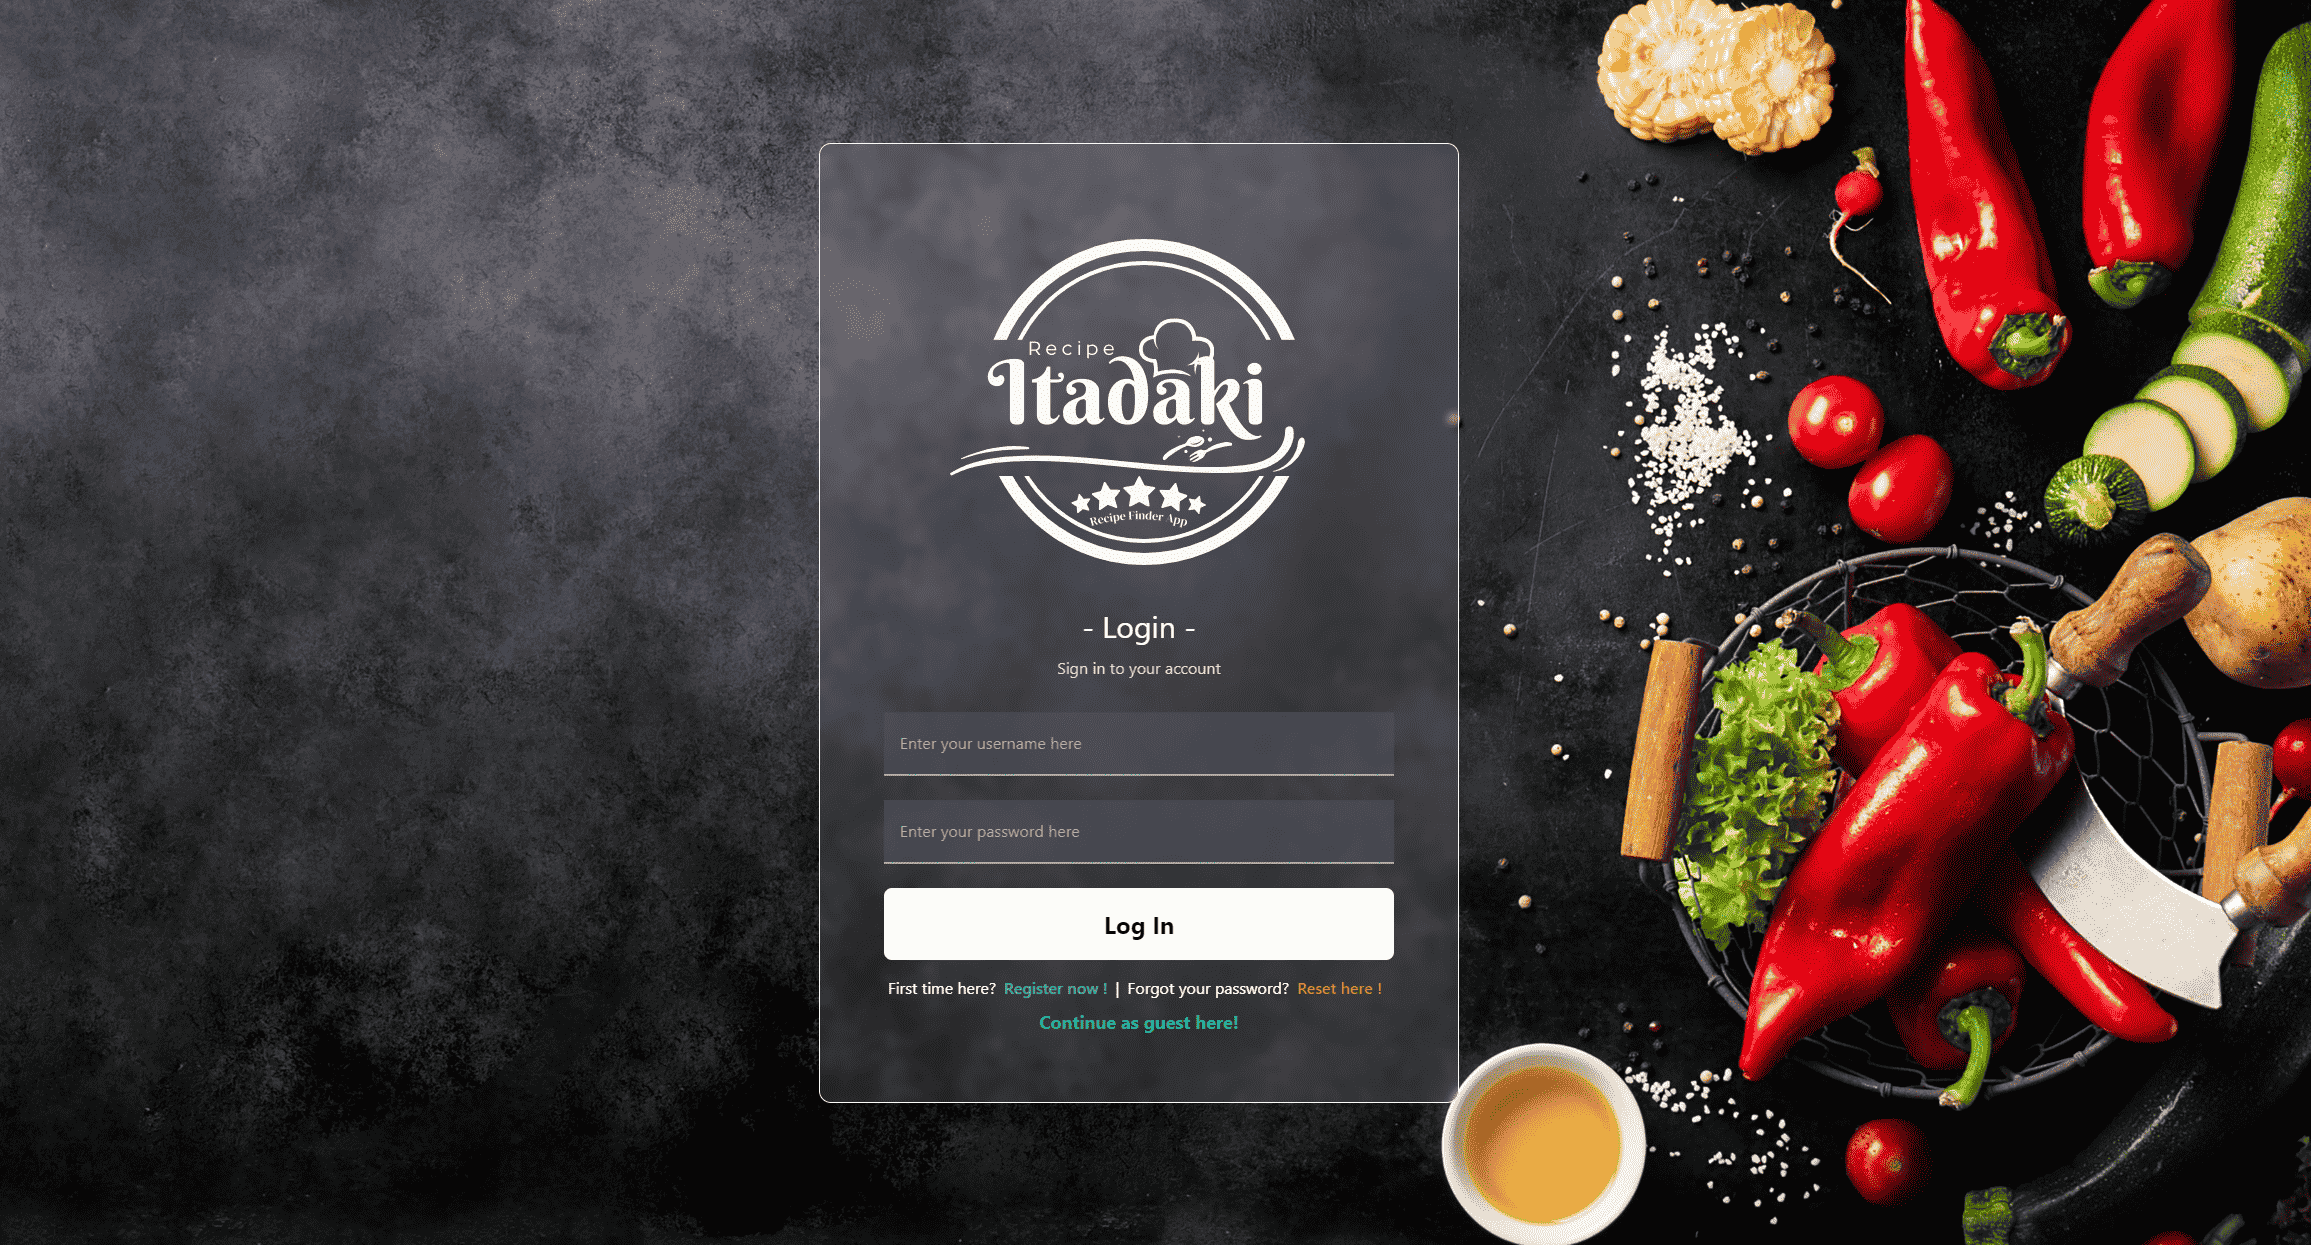 Recipe
Itadaki
Recipe Finder App
- Login -
Sign in to your account
Enter your username here
Enter your password here
Log In
First time here? Register now ! | Forgot your password? Reset here !
Continue as guest here!